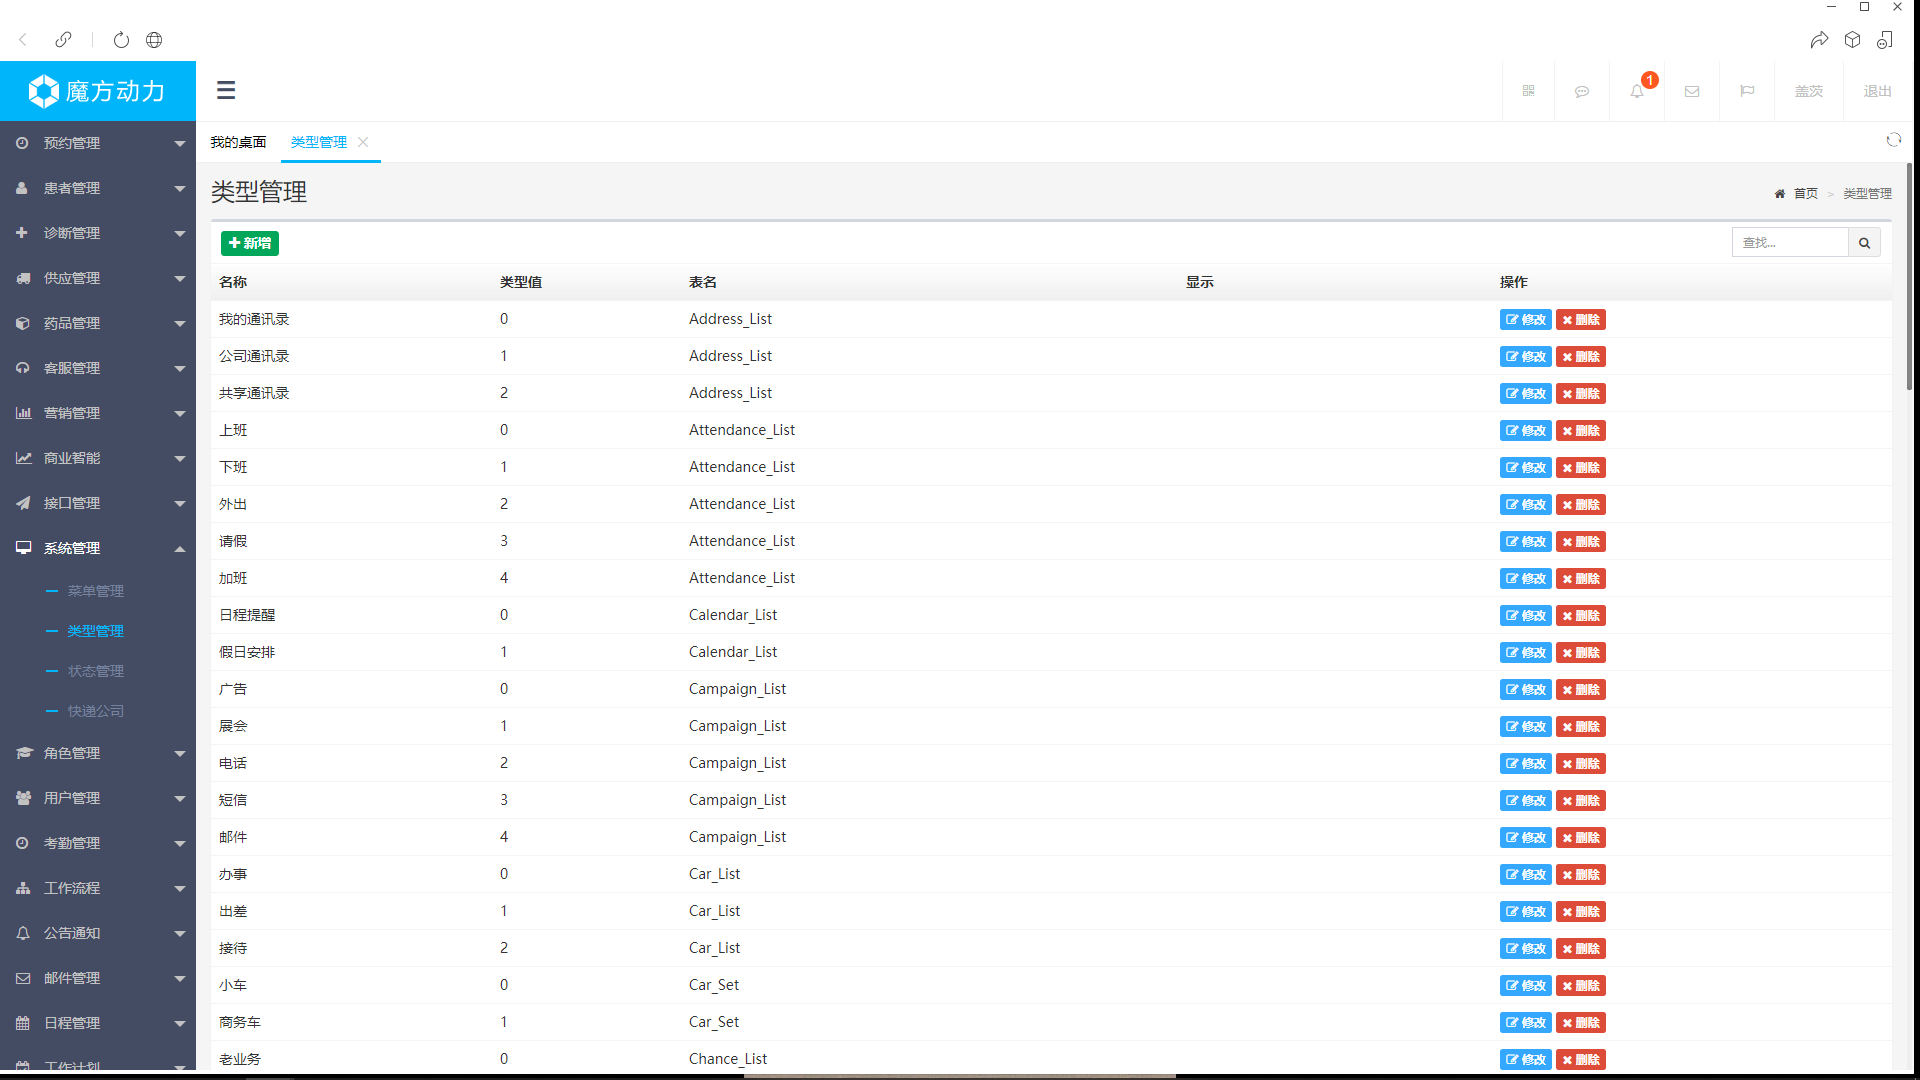 魔方动力
1
盖茨
退出
预约管理
患者管理
诊断管理
供应管理
药品管理
客服管理
营销管理
商业智能
接口管理
系统管理
菜单管理
类型管理
状态管理
快递公司
角色管理
用户管理
考勤管理
工作流程
公告通知
邮件管理
日程管理
工作计划
我的桌面 类型管理
类型管理
首页 > 类型管理
新增
查找...
名称 类型值 表名 显示 操作
我的通讯录 0 Address_List 修改 删除
公司通讯录 1 Address_List 修改 删除
共享通讯录 2 Address_List 修改 删除
上班 0 Attendance_List 修改 删除
下班 1 Attendance_List 修改 删除
外出 2 Attendance_List 修改 删除
请假 3 Attendance_List 修改 删除
加班 4 Attendance_List 修改 删除
日程提醒 0 Calendar_List 修改 删除
假日安排 1 Calendar_List 修改 删除
广告 0 Campaign_List 修改 删除
展会 1 Campaign_List 修改 删除
电话 2 Campaign_List 修改 删除
短信 3 Campaign_List 修改 删除
邮件 4 Campaign_List 修改 删除
办事 0 Car_List 修改 删除
出差 1 Car_List 修改 删除
接待 2 Car_List 修改 删除
小车 0 Car_Set 修改 删除
商务车 1 Car_Set 修改 删除
老业务 0 Chance_List 修改 删除